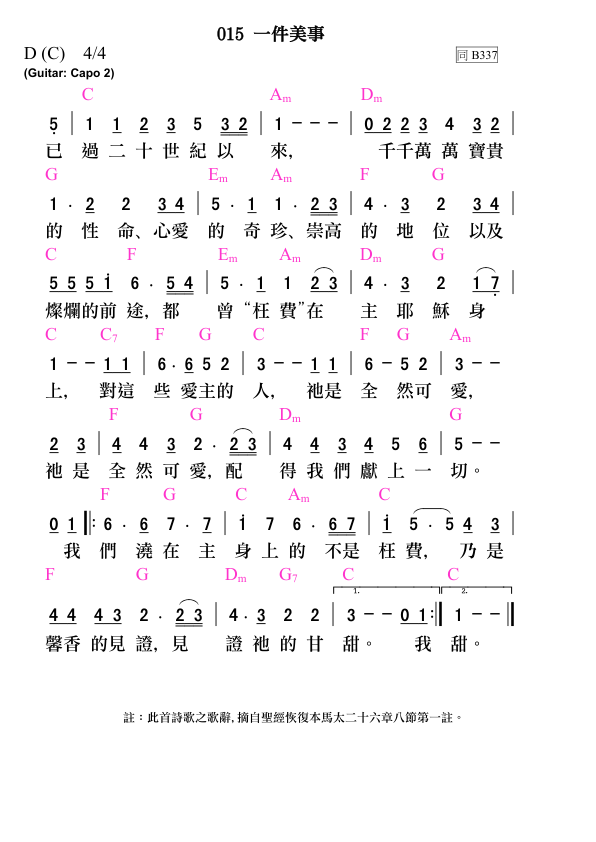 015 一件美事
D (C) 4/4
同 B337
(Guitar: Capo 2)
C Am Dm
5 | 1 1 2 3 5 3 2 | 1 - - - | 0 2 2 3 4 3 2 |
已 過 二 十 世 紀 以 來, 千千萬 萬 寶貴
G Em Am F G
1 · 2 2 3 4 | 5 · 1 1 · 2 3 | 4 · 3 2 3 4 |
的 性 命、心愛 的 奇 珍、崇高 的 地 位 以及
C F Em Am Dm G
5 5 5 1 6 · 5 4 | 5 · 1 1 2 3 | 4 · 3 2 1 7 |
燦爛的前 途, 都 曾 “枉 費”在 主 耶 穌 身
C C7 F G C F G Am
1 - - 1 1 | 6 · 6 5 2 | 3 - - 1 1 | 6 - 5 2 | 3 - -
上, 對這 些 愛主的 人, 祂是 全 然可 愛,
F G Dm G
2 3 | 4 4 3 2 · 2 3 | 4 4 3 4 5 6 | 5 - -
祂 是 全 然 可 愛, 配 得 我 們 獻 上 一 切。
F G C Am C
0 1 ‖: 6 · 6 7 · 7 | 1 7 6 · 6 7 | 1 5 · 5 4 3 |
我 們 澆 在 主 身 上 的 不是 枉 費, 乃 是
F G Dm G7 C C
1. 2.
4 4 4 3 2 · 2 3 | 4 · 3 2 2 | 3 - - 0 1 :‖ 1 - - ‖
馨香 的見 證, 見 證 祂 的 甘 甜。 我 甜。
註：此首詩歌之歌辭, 摘自聖經恢復本馬太二十六章八節第一註。